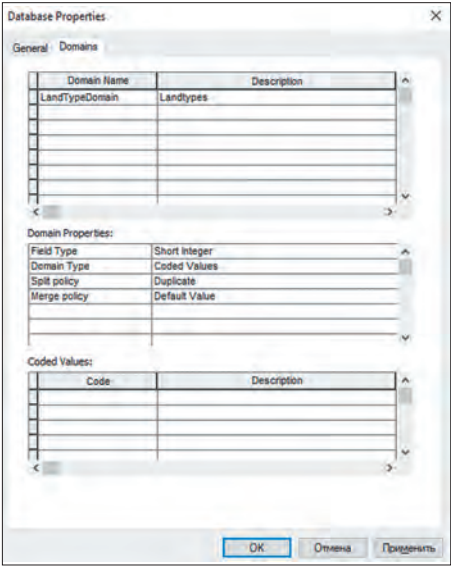 Database Properties
General Domains
Domain Name Description
LandTypeDomain Landtypes
Domain Properties:
Field Type Short Integer
Domain Type Coded Values
Split policy Duplicate
Merge policy Default Value
Coded Values:
Code Description
OK Отмена Применить